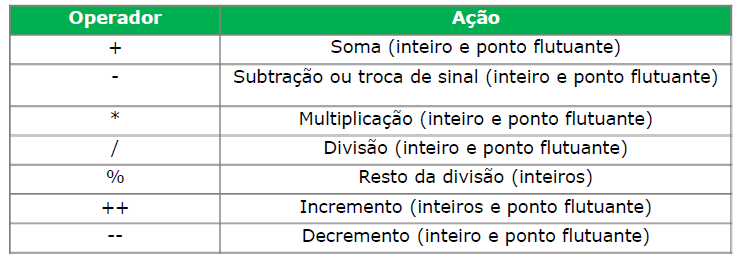 Operador Ação
+ Soma (inteiro e ponto flutuante)
- Subtração ou troca de sinal (inteiro e ponto flutuante)
* Multiplicação (inteiro e ponto flutuante)
/ Divisão (inteiro e ponto flutuante)
% Resto da divisão (inteiros)
++ Incremento (inteiros e ponto flutuante)
-- Decremento (inteiro e ponto flutuante)